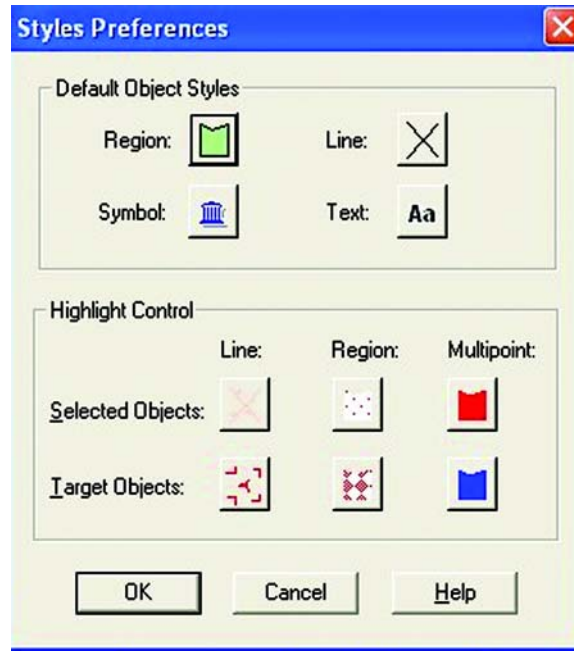 Styles Preferences
Default Object Styles
Region: Line:
Symbol: Text: Aa
Highlight Control
Line: Region: Multipoint:
Selected Objects:
Target Objects:
OK Cancel Help